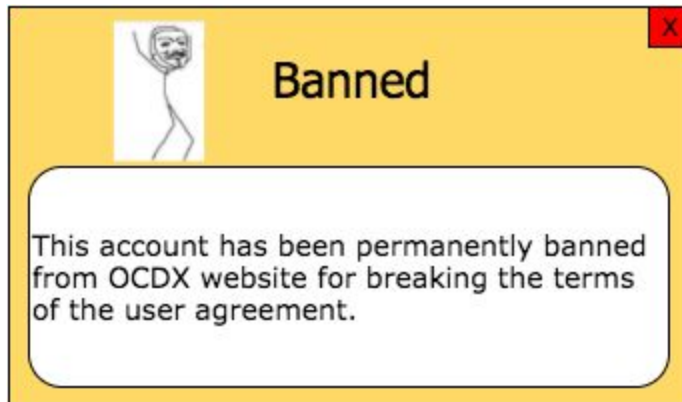 X
Banned
This account has been permanently banned
from OCDX website for breaking the terms
of the user agreement.